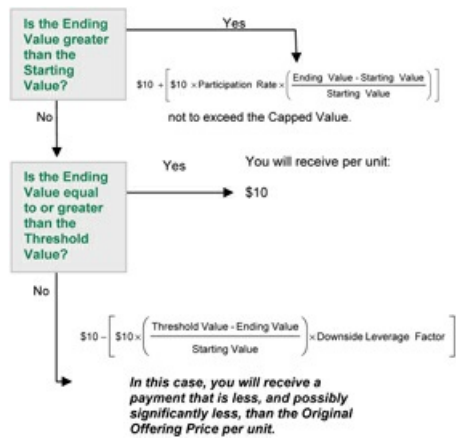 Is the Ending
Value greater
than the
Starting
Value?
Yes
$10 + [ $10 × Participation Rate × ( Ending Value - Starting Value / Starting Value ) ]
not to exceed the Capped Value.
No
Is the Ending
Value equal
to or greater
than the
Threshold
Value?
Yes
You will receive per unit:
$10
No
$10 − [ $10 × ( Threshold Value - Ending Value / Starting Value ) × Downside Leverage Factor ]
In this case, you will receive a
payment that is less, and possibly
significantly less, than the Original
Offering Price per unit.